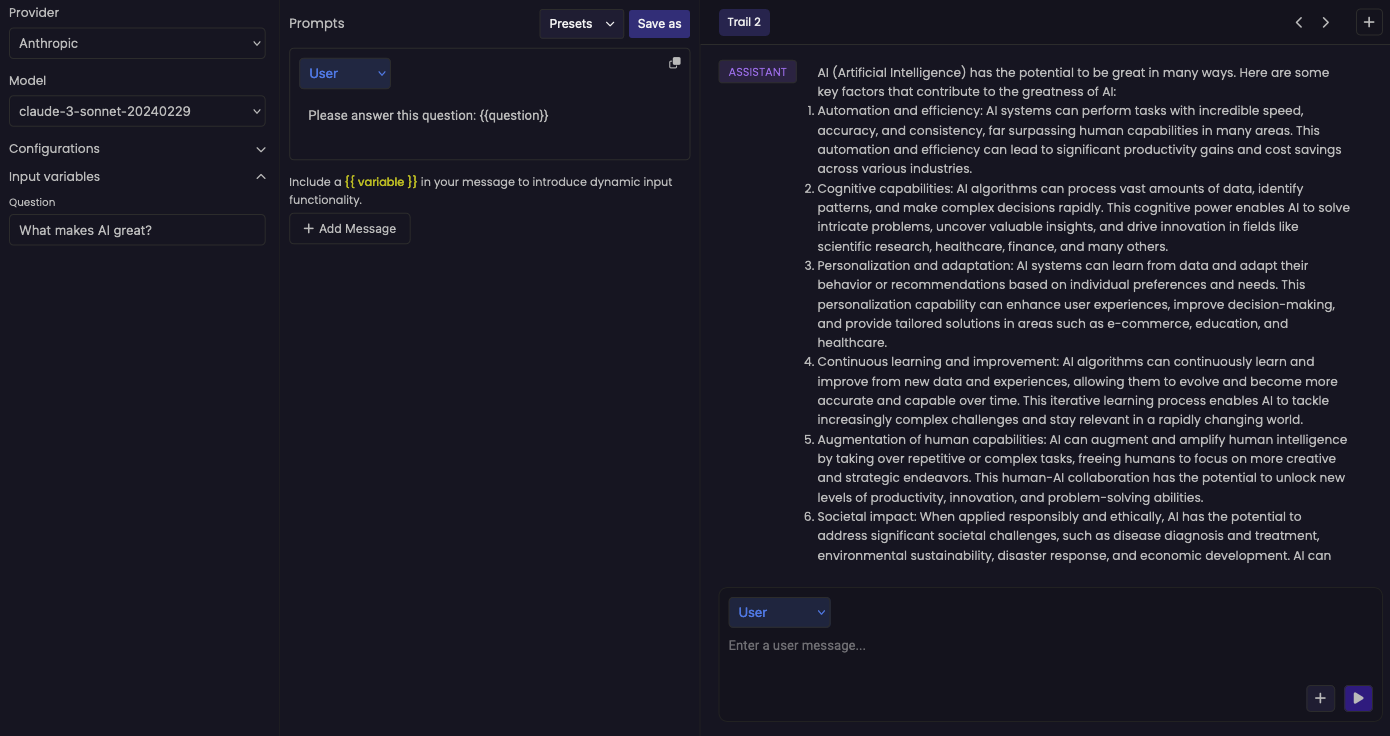 Provider
Anthropic
Model
claude-3-sonnet-20240229
Configurations
Input variables
Question
What makes AI great?
Prompts
Presets
Save as
User
Please answer this question: {{question}}
Include a {{ variable }} in your message to introduce dynamic input
functionality.
+ Add Message
Trail 2
ASSISTANT
AI (Artificial Intelligence) has the potential to be great in many ways. Here are some
key factors that contribute to the greatness of AI:
1. Automation and efficiency: AI systems can perform tasks with incredible speed,
accuracy, and consistency, far surpassing human capabilities in many areas. This
automation and efficiency can lead to significant productivity gains and cost savings
across various industries.
2. Cognitive capabilities: AI algorithms can process vast amounts of data, identify
patterns, and make complex decisions rapidly. This cognitive power enables AI to solve
intricate problems, uncover valuable insights, and drive innovation in fields like
scientific research, healthcare, finance, and many others.
3. Personalization and adaptation: AI systems can learn from data and adapt their
behavior or recommendations based on individual preferences and needs. This
personalization capability can enhance user experiences, improve decision-making,
and provide tailored solutions in areas such as e-commerce, education, and
healthcare.
4. Continuous learning and improvement: AI algorithms can continuously learn and
improve from new data and experiences, allowing them to evolve and become more
accurate and capable over time. This iterative learning process enables AI to tackle
increasingly complex challenges and stay relevant in a rapidly changing world.
5. Augmentation of human capabilities: AI can augment and amplify human intelligence
by taking over repetitive or complex tasks, freeing humans to focus on more creative
and strategic endeavors. This human-AI collaboration has the potential to unlock new
levels of productivity, innovation, and problem-solving abilities.
6. Societal impact: When applied responsibly and ethically, AI has the potential to
address significant societal challenges, such as disease diagnosis and treatment,
environmental sustainability, disaster response, and economic development. AI can
User
Enter a user message...